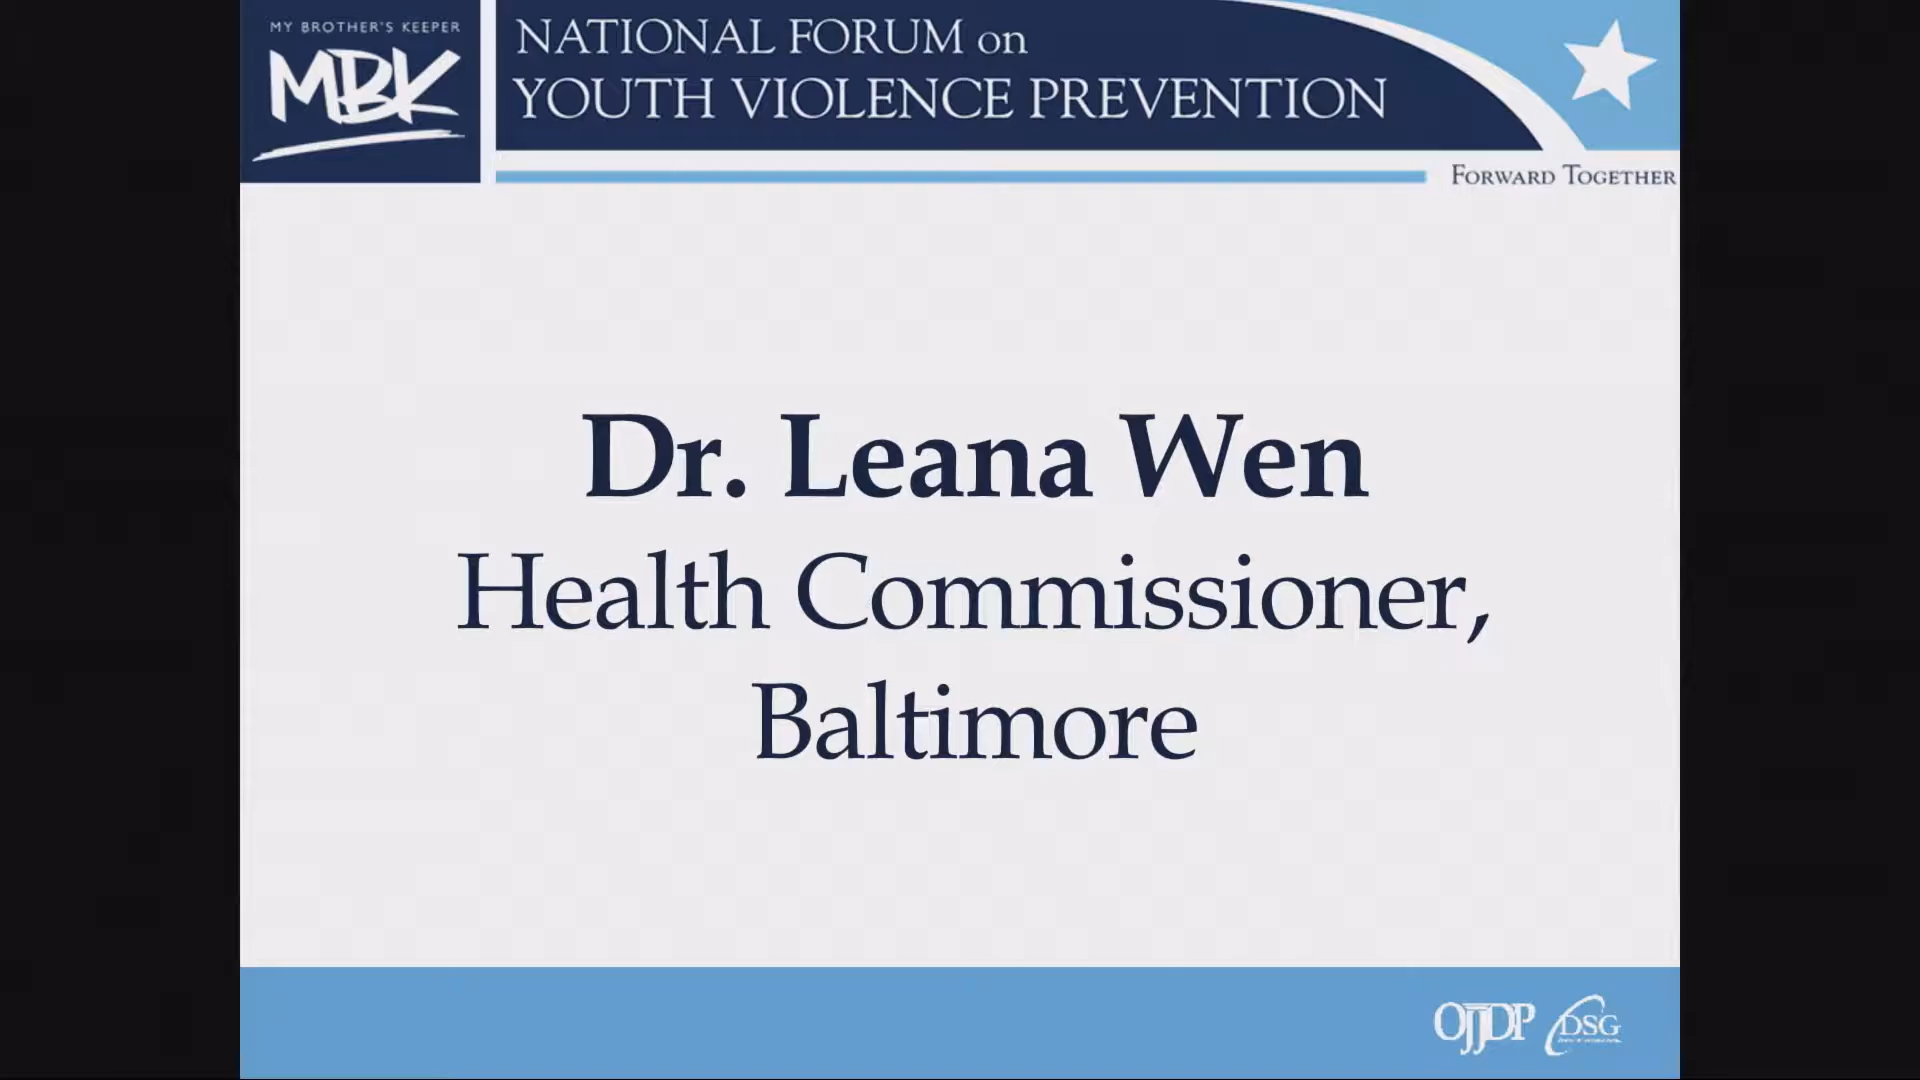 MY BROTHER'S KEEPER
MBK
NATIONAL FORUM on
YOUTH VIOLENCE PREVENTION
FORWARD TOGETHER
Dr. Leana Wen
Health Commissioner,
Baltimore
OJJDP
DSG